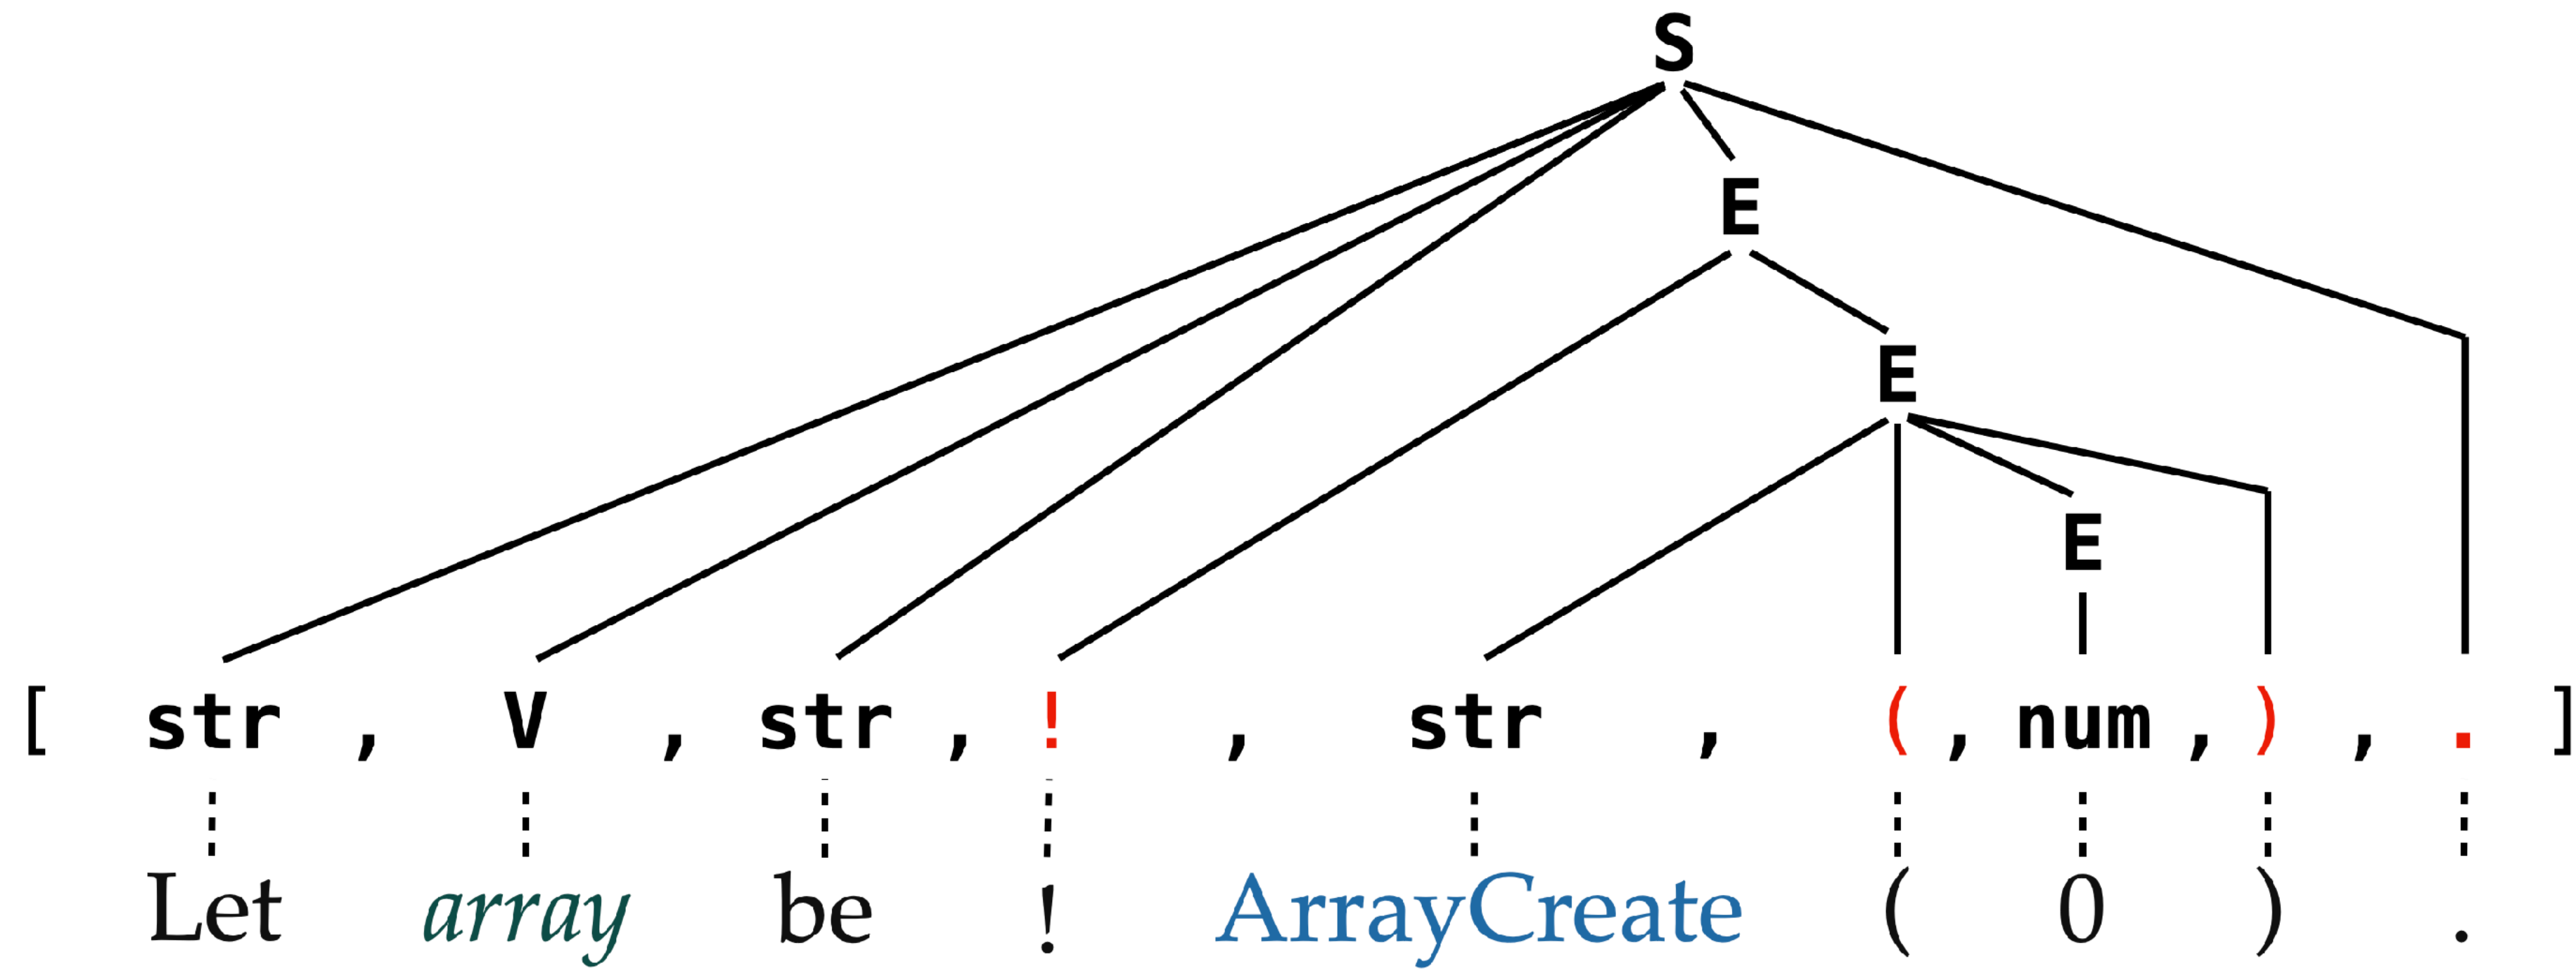 S
E
E
E
[ str , V , str , ! , str , ( , num , ) , . ]
Let array be ! ArrayCreate ( 0 ) .